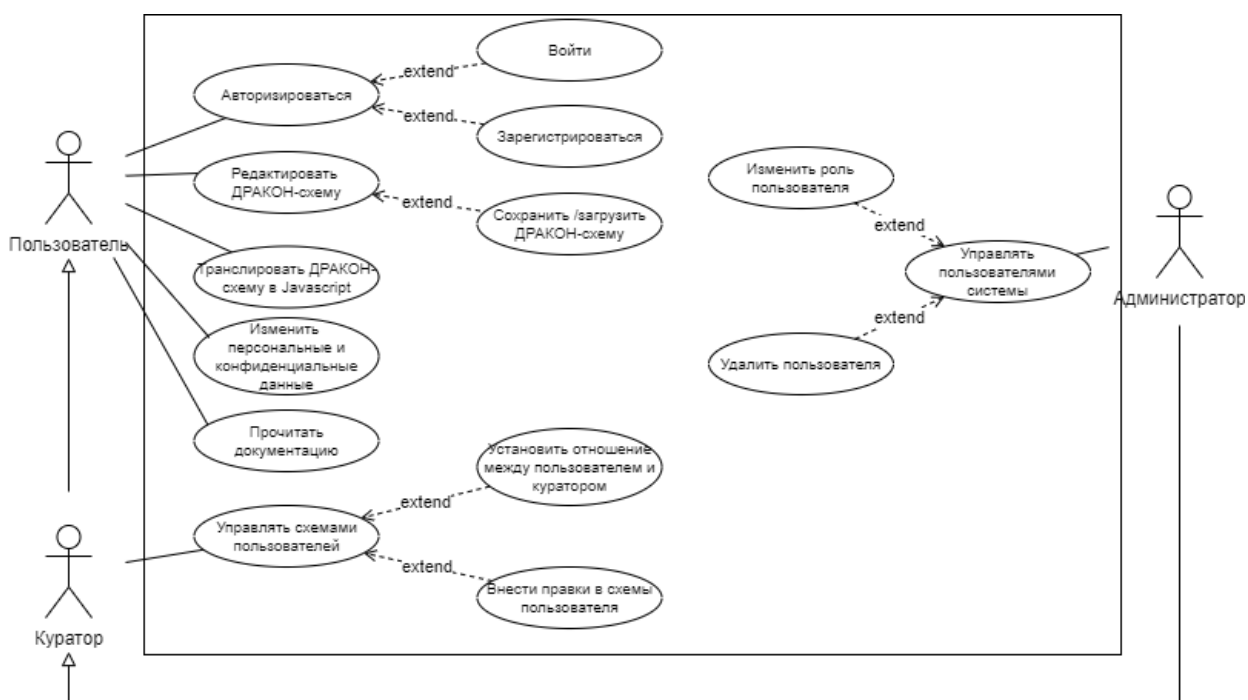 Войти
extend
Авторизироваться
extend
Зарегистрироваться
Редактировать
ДРАКОН-схему
extend
Сохранить /загрузить
ДРАКОН-схему
Изменить роль
пользователя
extend
Пользователь
Управлять
пользователями
системы
Транслировать ДРАКОН-
схему в Javascript
Администратор
extend
Изменить
персональные и
конфиденциальные
данные
Удалить пользователя
Прочитать
документацию
Установить отношение
между пользователем и
куратором
extend
Управлять схемами
пользователей
extend
Внести правки в схемы
пользователя
Куратор